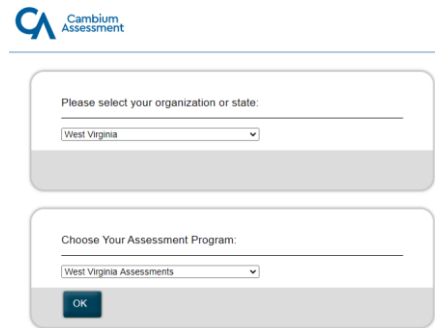 CA Cambium
Assessment
Please select your organization or state:
West Virginia
Choose Your Assessment Program:
West Virginia Assessments
OK